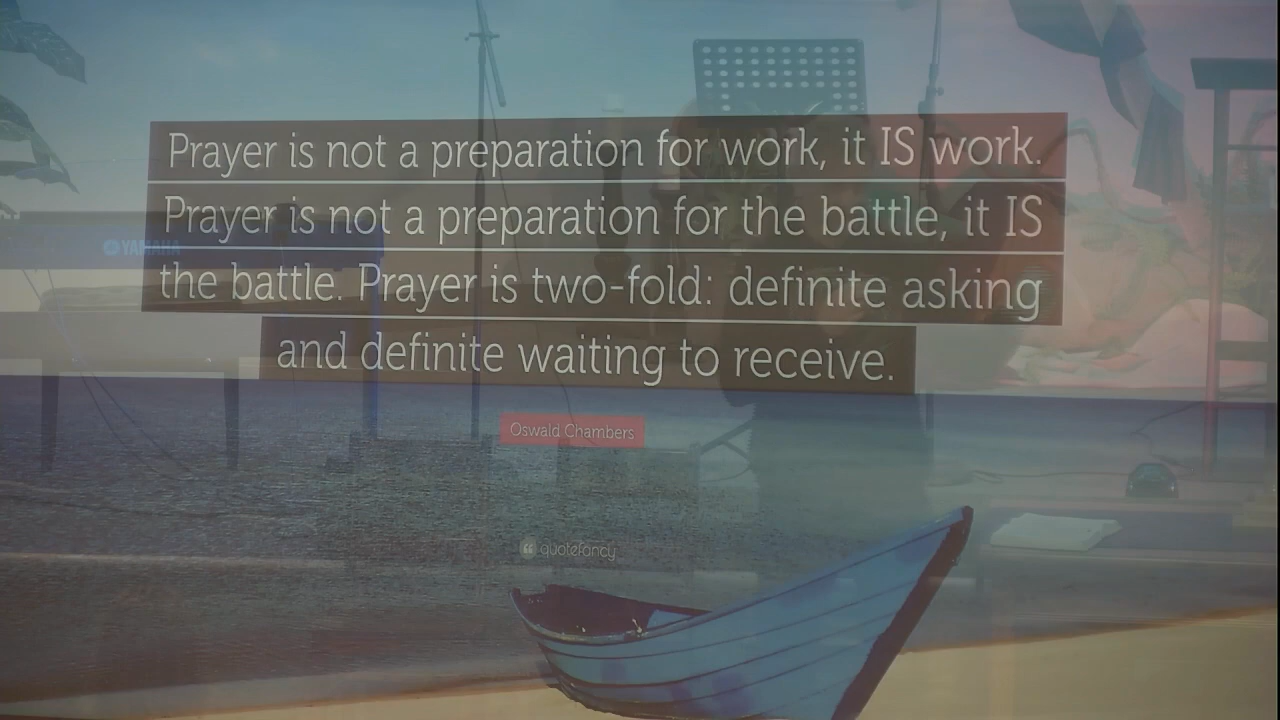 Prayer is not a preparation for work, it IS work.
Prayer is not a preparation for the battle, it IS
the battle. Prayer is two-fold: definite asking
and definite waiting to receive.
YAMAHA
Oswald Chambers
quotefancy